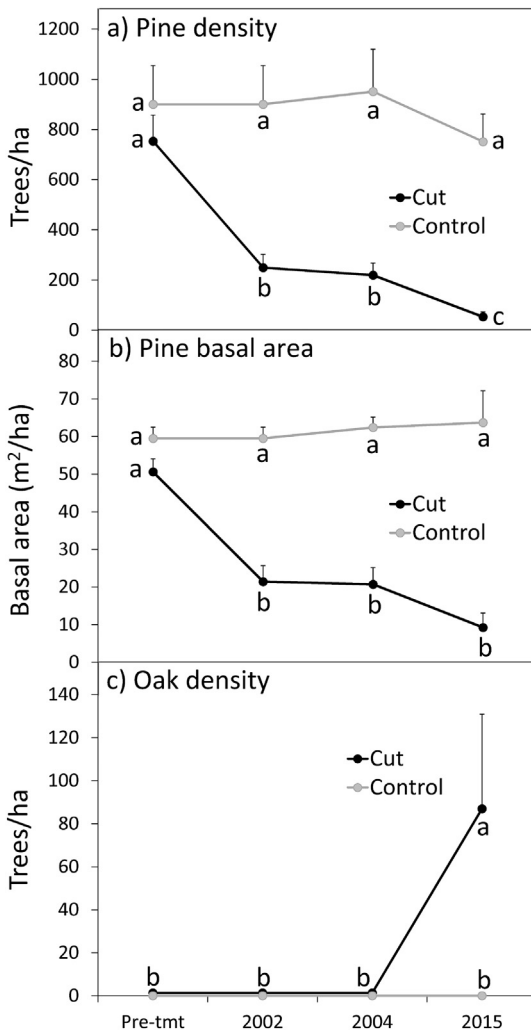 a) Pine density
1200
1000
800
600
400
200
0
Trees/ha
a
a
a
a
a
b
b
c
Cut
Control
b) Pine basal area
80
70
60
50
40
30
20
10
0
Basal area (m²/ha)
a
a
a
a
a
b
b
b
Cut
Control
c) Oak density
140
120
100
80
60
40
20
0
Trees/ha
Cut
Control
a
b
b
b
b
Pre-tmt 2002 2004 2015